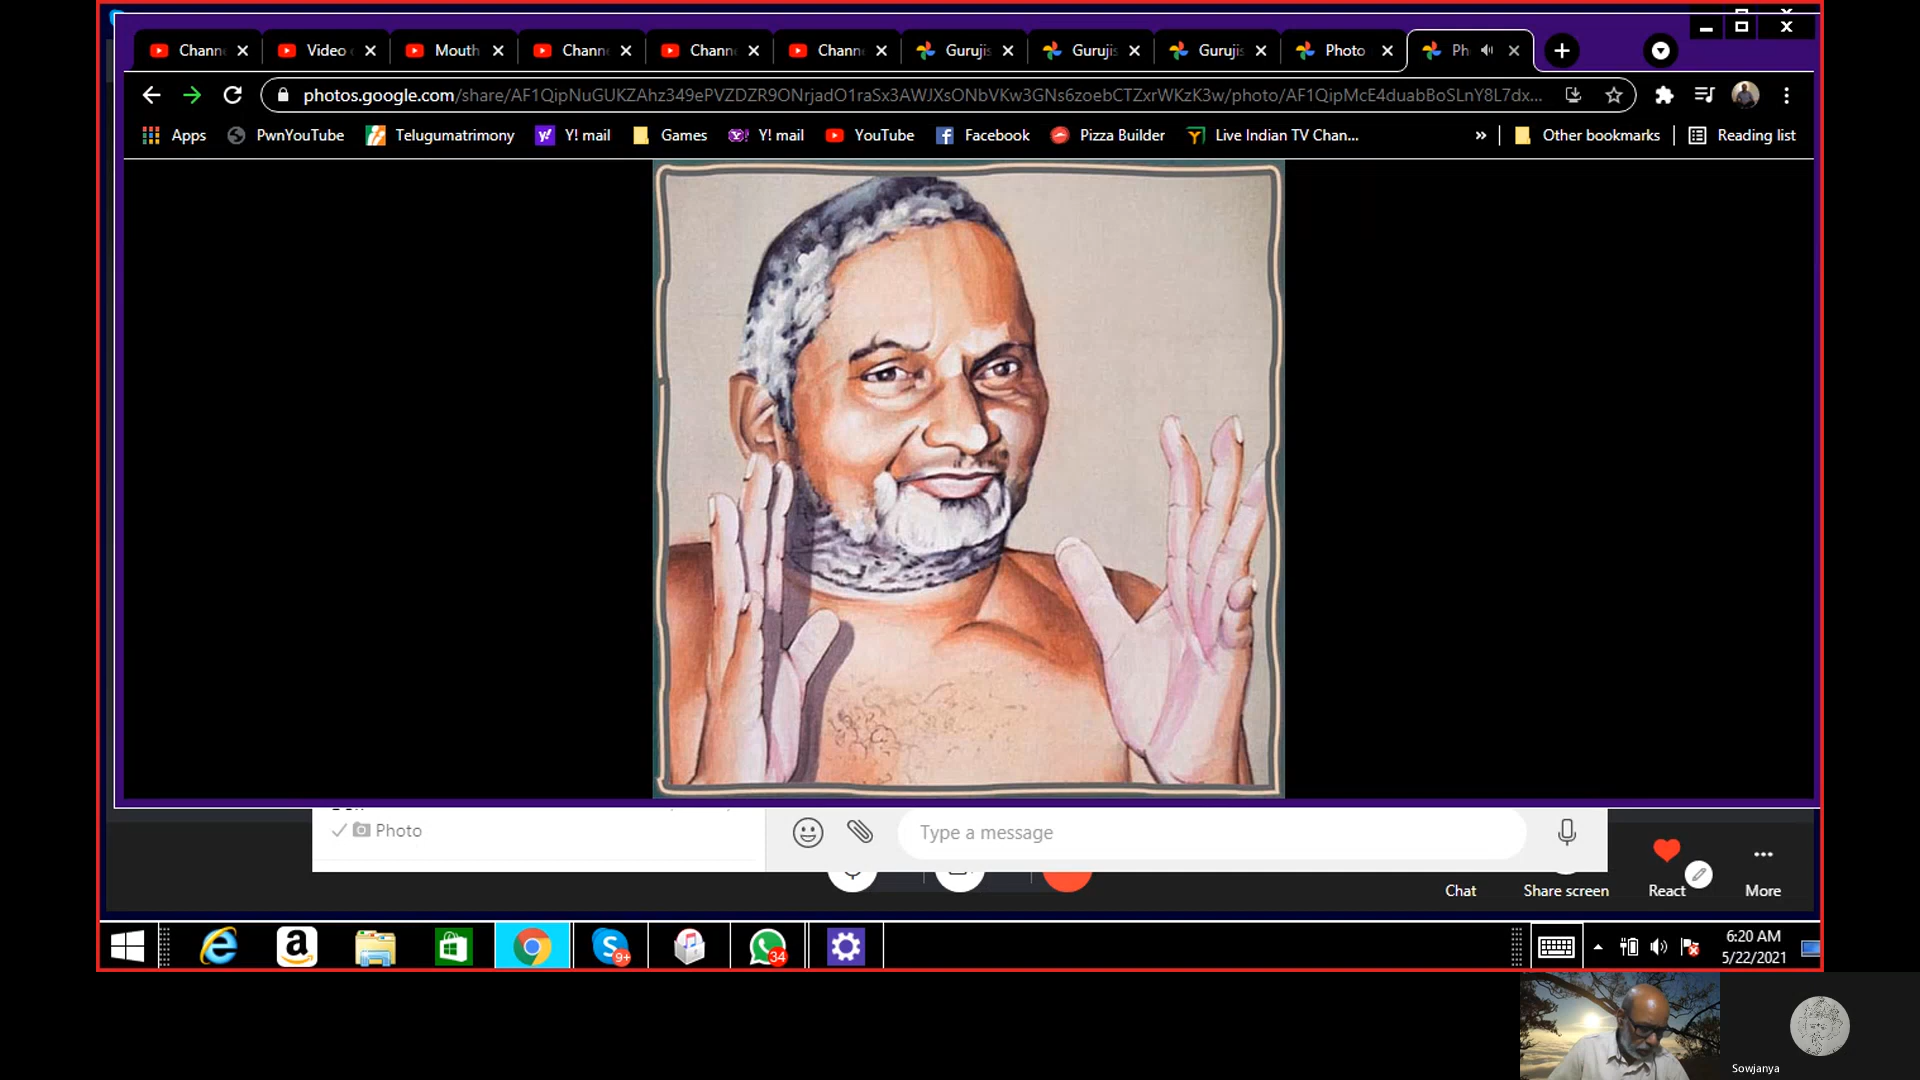 Chann
Video
Mouth
Chann
Chann
Chann
Gurujis
Gurujis
Gurujis
Photo
Ph
photos.google.com/share/AF1QipNuGUKZAhz349ePVZDZR9ONrjadO1raSx3AWJXsONbVKw3GNs6zoebCTZxrWKzK3w/photo/AF1QipMcE4duabBoSLnY8L7dx...
Apps PwnYouTube Telugumatrimony Y! mail Games Y! mail YouTube Facebook Pizza Builder Live Indian TV Chan... » Other bookmarks Reading list
Photo
Type a message
Chat Share screen React More
9+
34
6:20 AM
5/22/2021
Sowjanya